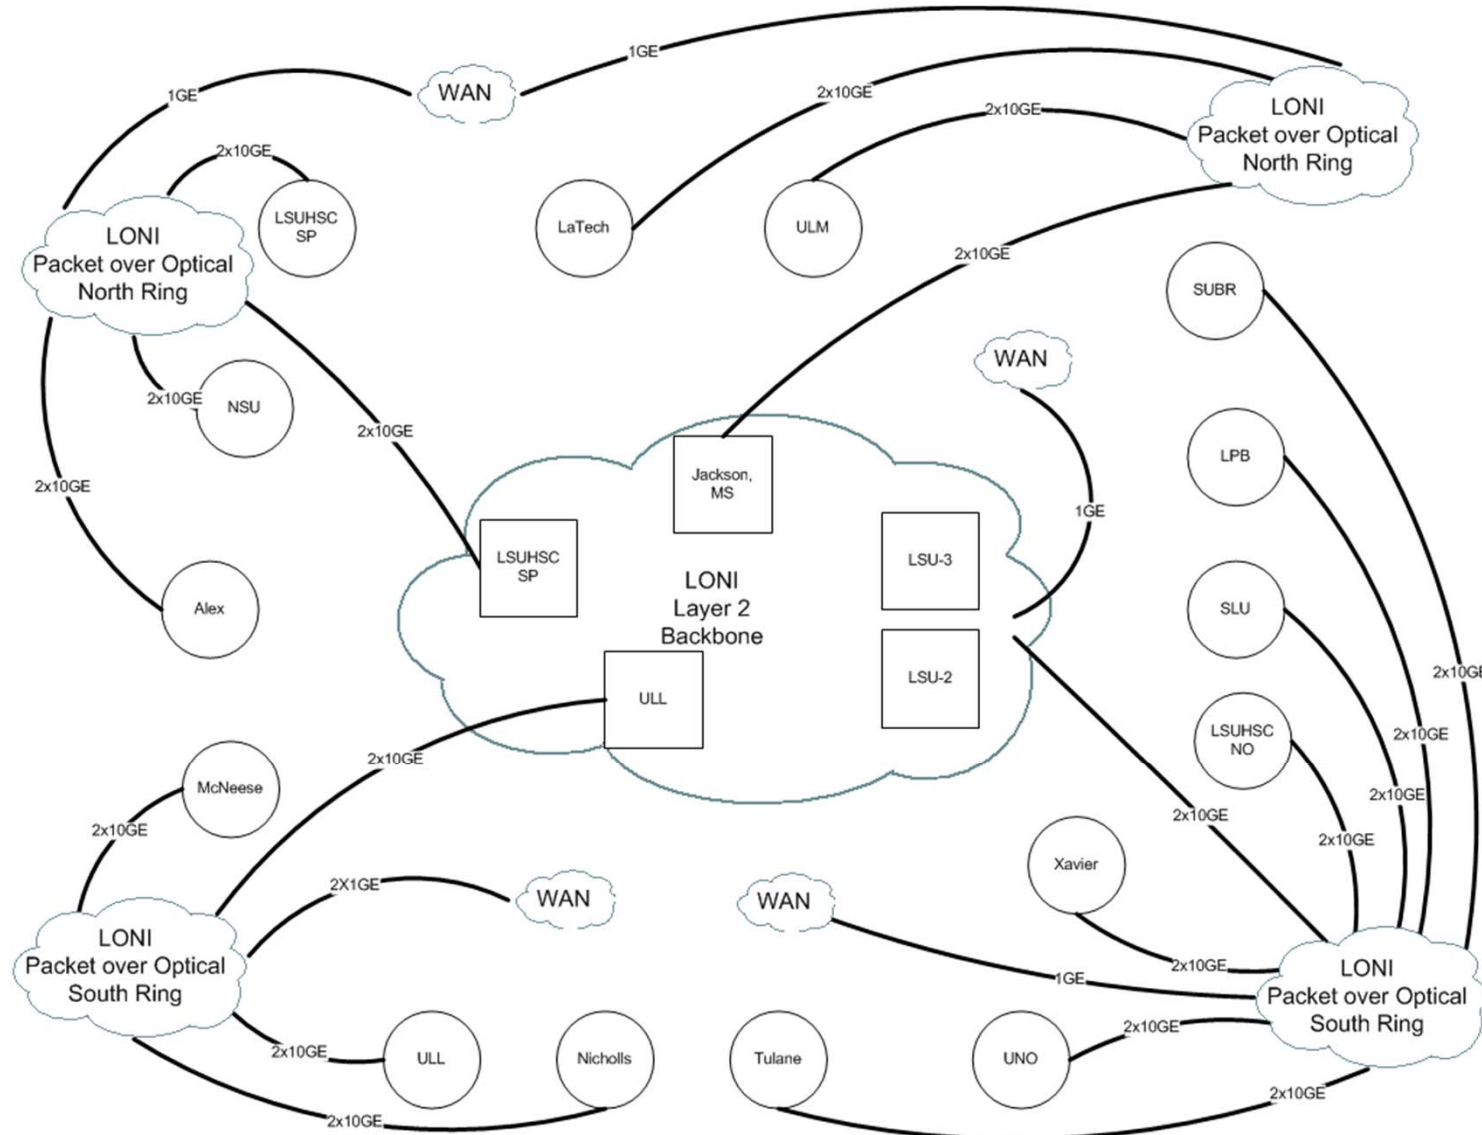 1GE
WAN
1GE
2x10GE
2x10GE
2x10GE
LONI
Packet over Optical
North Ring
LSUHSC
SP
LaTech
ULM
LONI
Packet over Optical
North Ring
2x10GE
SUBR
WAN
2x10GE
NSU
2x10GE
2x10GE
Jackson,
MS
LPB
1GE
LSUHSC
SP
LSU-3
LONI
Layer 2
Backbone
Alex
SLU
ULL
LSU-2
2x10GE
2x10GE
LSUHSC
NO
2x10GE
McNeese
2x10GE
2x10GE
2x10GE
2x10GE
2x10GE
Xavier
2X1GE
WAN
WAN
LONI
Packet over Optical
South Ring
2x10GE
1GE
LONI
Packet over Optical
South Ring
2x10GE
2x10GE
ULL
Nicholls
Tulane
UNO
2x10GE
2x10GE